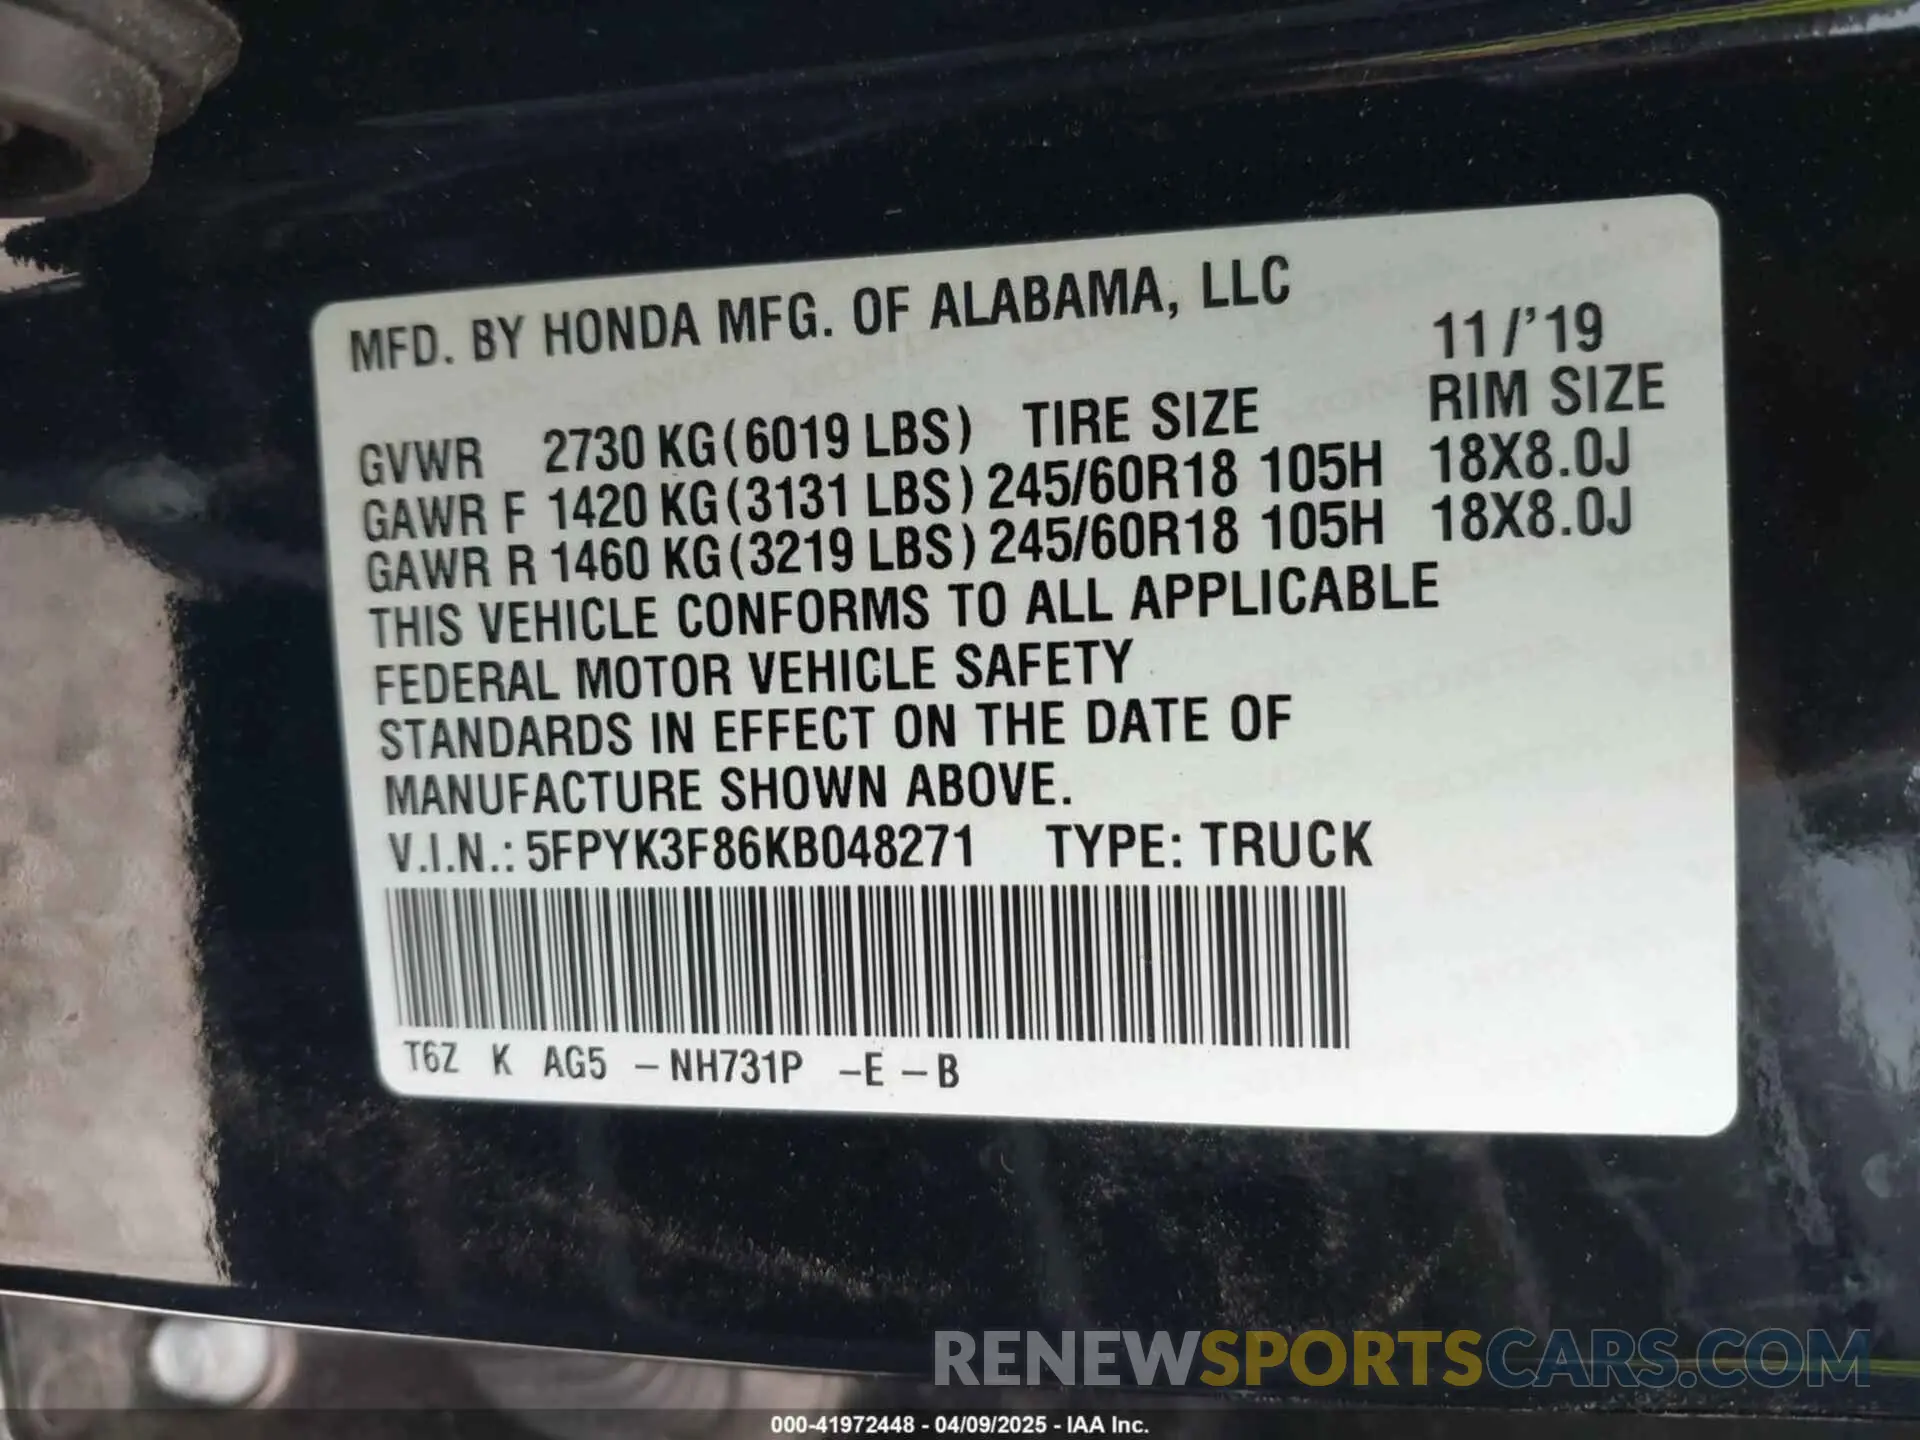 MFD. BY HONDA MFG. OF ALABAMA, LLC
11/'19
GVWR 2730 KG(6019 LBS) TIRE SIZE RIM SIZE
GAWR F 1420 KG(3131 LBS) 245/60R18 105H 18X8.0J
GAWR R 1460 KG(3219 LBS) 245/60R18 105H 18X8.0J
THIS VEHICLE CONFORMS TO ALL APPLICABLE
FEDERAL MOTOR VEHICLE SAFETY
STANDARDS IN EFFECT ON THE DATE OF
MANUFACTURE SHOWN ABOVE.
V.I.N.: 5FPYK3F86KB048271 TYPE: TRUCK
T6Z K AG5 -NH731P -E -B
RENEWSPORTSCARS.COM
000-41972448 - 04/09/2025 - IAA Inc.